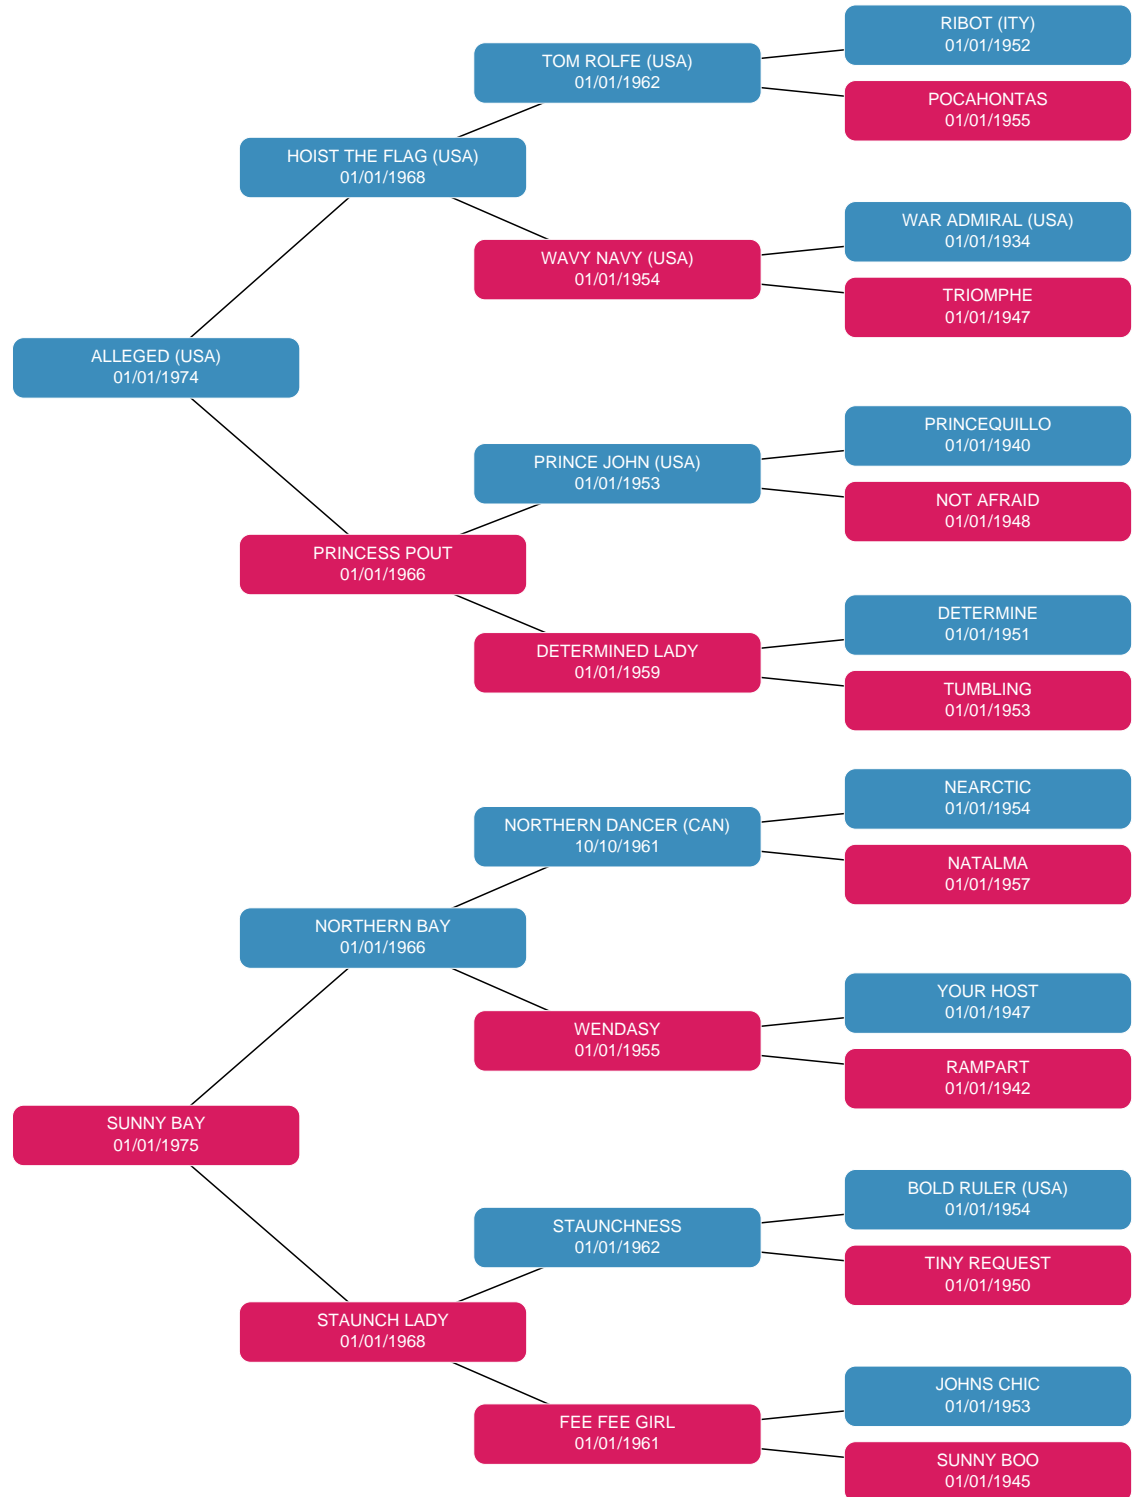 RIBOT (ITY)
01/01/1952
TOM ROLFE (USA)
01/01/1962
POCAHONTAS
01/01/1955
HOIST THE FLAG (USA)
01/01/1968
WAR ADMIRAL (USA)
01/01/1934
WAVY NAVY (USA)
01/01/1954
TRIOMPHE
01/01/1947
ALLEGED (USA)
01/01/1974
PRINCEQUILLO
01/01/1940
PRINCE JOHN (USA)
01/01/1953
NOT AFRAID
01/01/1948
PRINCESS POUT
01/01/1966
DETERMINE
01/01/1951
DETERMINED LADY
01/01/1959
TUMBLING
01/01/1953
NEARCTIC
01/01/1954
NORTHERN DANCER (CAN)
10/10/1961
NATALMA
01/01/1957
NORTHERN BAY
01/01/1966
YOUR HOST
01/01/1947
WENDASY
01/01/1955
RAMPART
01/01/1942
SUNNY BAY
01/01/1975
BOLD RULER (USA)
01/01/1954
STAUNCHNESS
01/01/1962
TINY REQUEST
01/01/1950
STAUNCH LADY
01/01/1968
JOHNS CHIC
01/01/1953
FEE FEE GIRL
01/01/1961
SUNNY BOO
01/01/1945